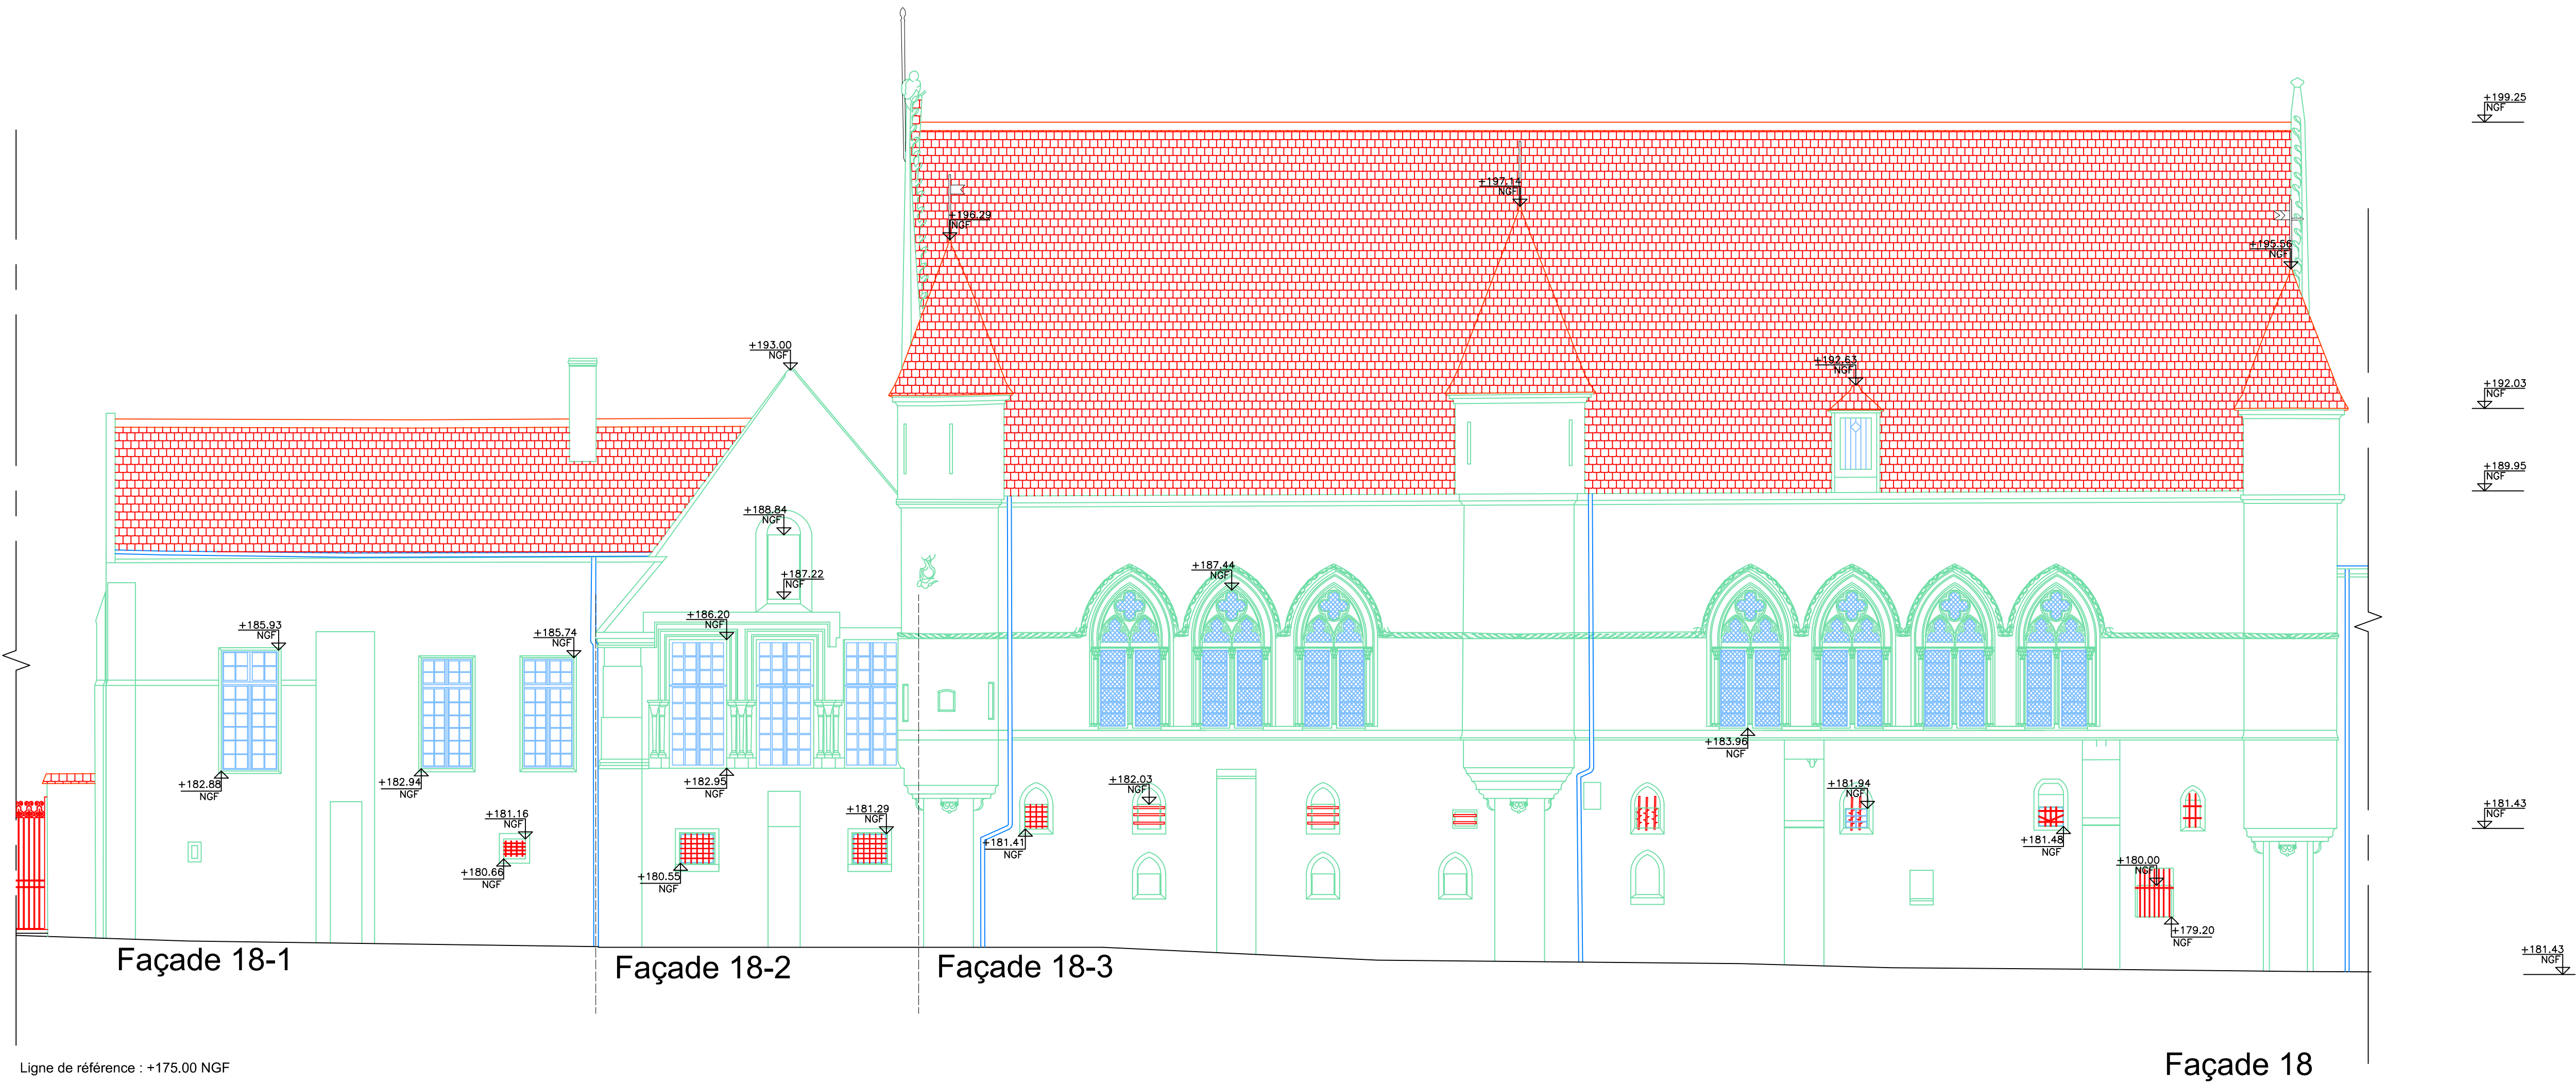 +199.25
NGF
+197.14
NGF
+196.29
NGF
+195.56
NGF
+193.00
NGF
+192.63
NGF
+192.03
NGF
+189.95
NGF
+188.84
NGF
+187.22
NGF
+187.44
NGF
+186.20
NGF
+185.93
NGF
+185.74
NGF
+183.96
NGF
+182.88
NGF
+182.94
NGF
+182.95
NGF
+182.03
NGF
+181.94
NGF
+181.43
NGF
+181.16
NGF
+181.29
NGF
+181.41
NGF
+181.48
NGF
+180.66
NGF
+180.55
NGF
+180.00
NGF
+179.20
NGF
+181.43
NGF
Façade 18-1
Façade 18-2
Façade 18-3
Ligne de référence : +175.00 NGF
Façade 18